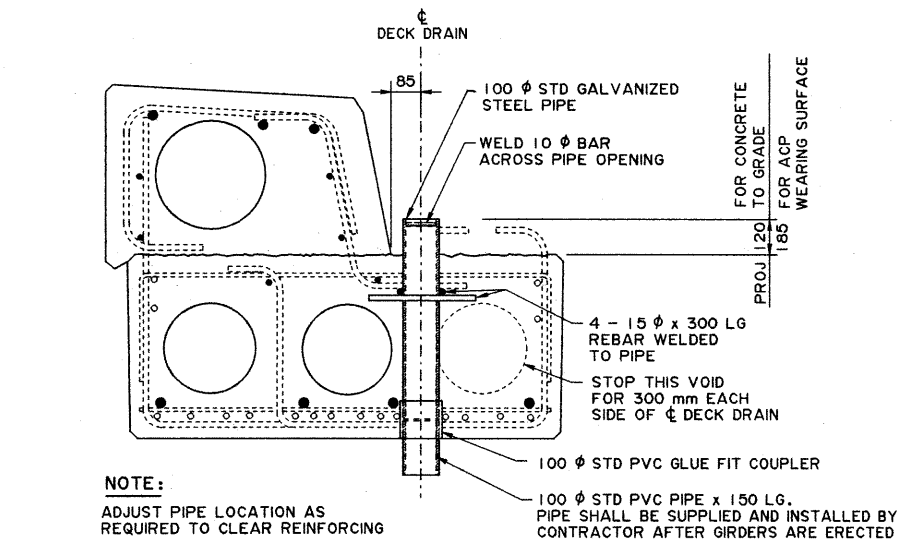 ℄
DECK DRAIN
85
100 ϕ STD GALVANIZED
STEEL PIPE
WELD 10 ϕ BAR
ACROSS PIPE OPENING
FOR CONCRETE
TO GRADE
FOR ACP
WEARING SURFACE
PROJ 120
185
4 - 15 ϕ x 300 LG
REBAR WELDED
TO PIPE
STOP THIS VOID
FOR 300 mm EACH
SIDE OF ℄ DECK DRAIN
100 ϕ STD PVC GLUE FIT COUPLER
100 ϕ STD PVC PIPE x 150 LG.
PIPE SHALL BE SUPPLIED AND INSTALLED BY
CONTRACTOR AFTER GIRDERS ARE ERECTED
NOTE:
ADJUST PIPE LOCATION AS
REQUIRED TO CLEAR REINFORCING